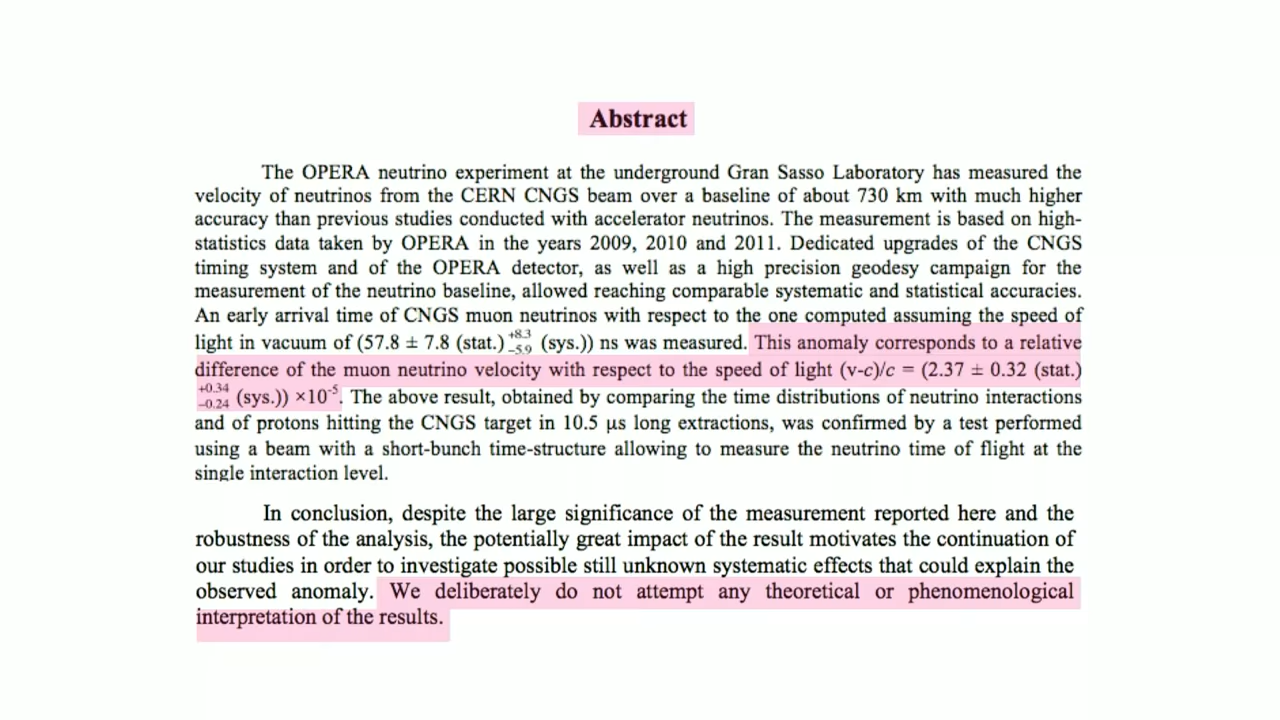 Abstract
The OPERA neutrino experiment at the underground Gran Sasso Laboratory has measured the
velocity of neutrinos from the CERN CNGS beam over a baseline of about 730 km with much higher
accuracy than previous studies conducted with accelerator neutrinos. The measurement is based on high-
statistics data taken by OPERA in the years 2009, 2010 and 2011. Dedicated upgrades of the CNGS
timing system and of the OPERA detector, as well as a high precision geodesy campaign for the
measurement of the neutrino baseline, allowed reaching comparable systematic and statistical accuracies.
An early arrival time of CNGS muon neutrinos with respect to the one computed assuming the speed of
light in vacuum of (57.8 ± 7.8 (stat.) +8.3 −5.9 (sys.)) ns was measured. This anomaly corresponds to a relative
difference of the muon neutrino velocity with respect to the speed of light (v-c)/c = (2.37 ± 0.32 (stat.)
+0.34 −0.24 (sys.)) ×10⁻⁵. The above result, obtained by comparing the time distributions of neutrino interactions
and of protons hitting the CNGS target in 10.5 µs long extractions, was confirmed by a test performed
using a beam with a short-bunch time-structure allowing to measure the neutrino time of flight at the
single interaction level.
In conclusion, despite the large significance of the measurement reported here and the
robustness of the analysis, the potentially great impact of the result motivates the continuation of
our studies in order to investigate possible still unknown systematic effects that could explain the
observed anomaly. We deliberately do not attempt any theoretical or phenomenological
interpretation of the results.